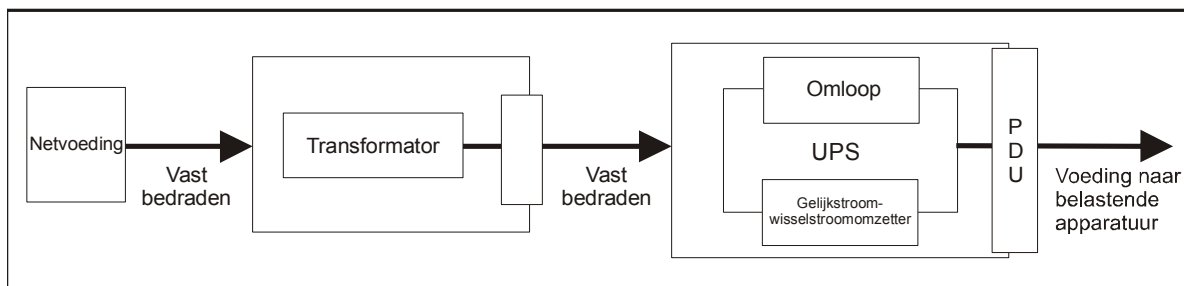 Netvoeding
Vast
bedraden
Transformator
Vast
bedraden
Omloop
UPS
Gelijkstroom-
wisselstroomomzetter
P
D
U
Voeding naar
belastende
apparatuur